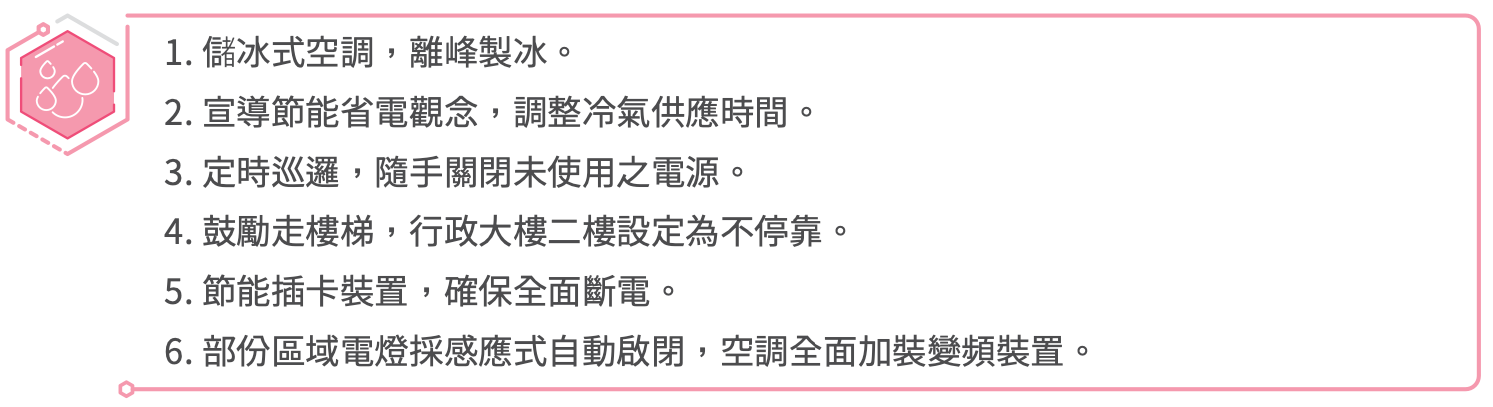 1. 儲冰式空調，離峰製冰。
2. 宣導節能省電觀念，調整冷氣供應時間。
3. 定時巡邏，隨手關閉未使用之電源。
4. 鼓勵走樓梯，行政大樓二樓設定為不停靠。
5. 節能插卡裝置，確保全面斷電。
6. 部份區域電燈採感應式自動啟閉，空調全面加裝變頻裝置。